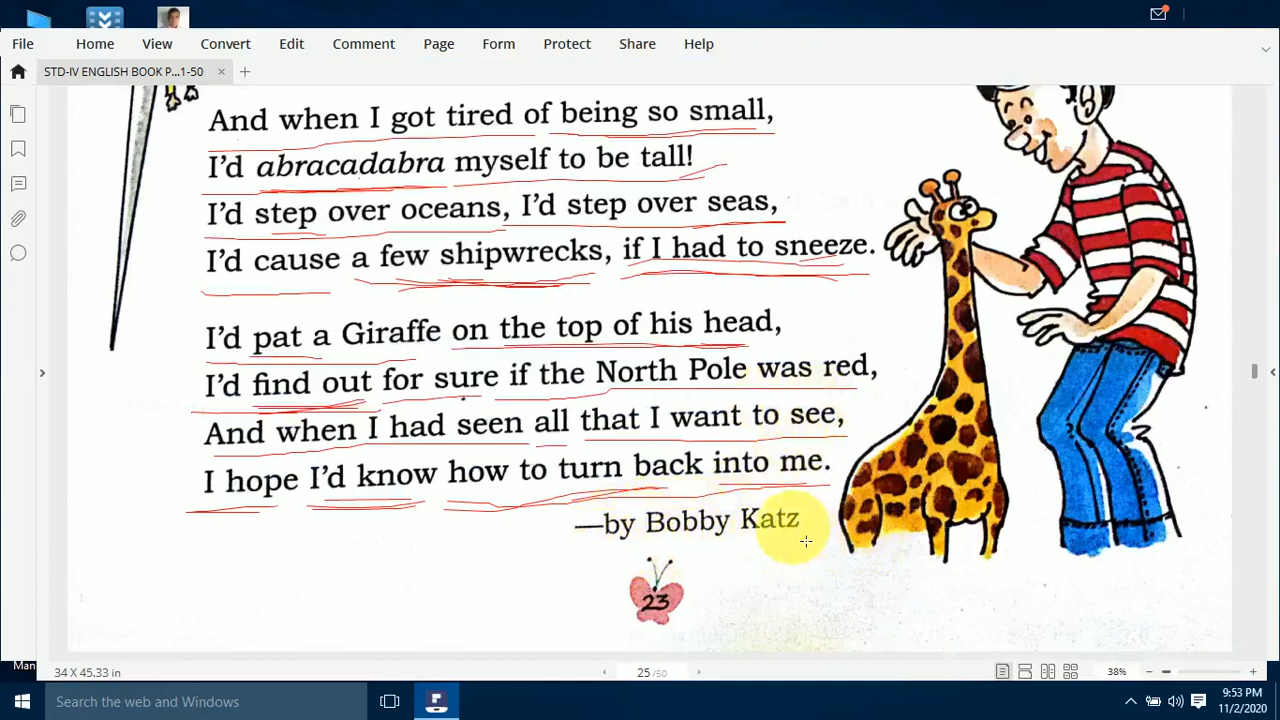 File Home View Convert Edit Comment Page Form Protect Share Help
STD-IV ENGLISH BOOK P...1-50
And when I got tired of being so small,
I'd abracadabra myself to be tall!
I'd step over oceans, I'd step over seas,
I'd cause a few shipwrecks, if I had to sneeze.
I'd pat a Giraffe on the top of his head,
I'd find out for sure if the North Pole was red,
And when I had seen all that I want to see,
I hope I'd know how to turn back into me.
—by Bobby Katz
23
Man
34 X 45.33 in
25 /50
38%
Search the web and Windows
9:53 PM
11/2/2020